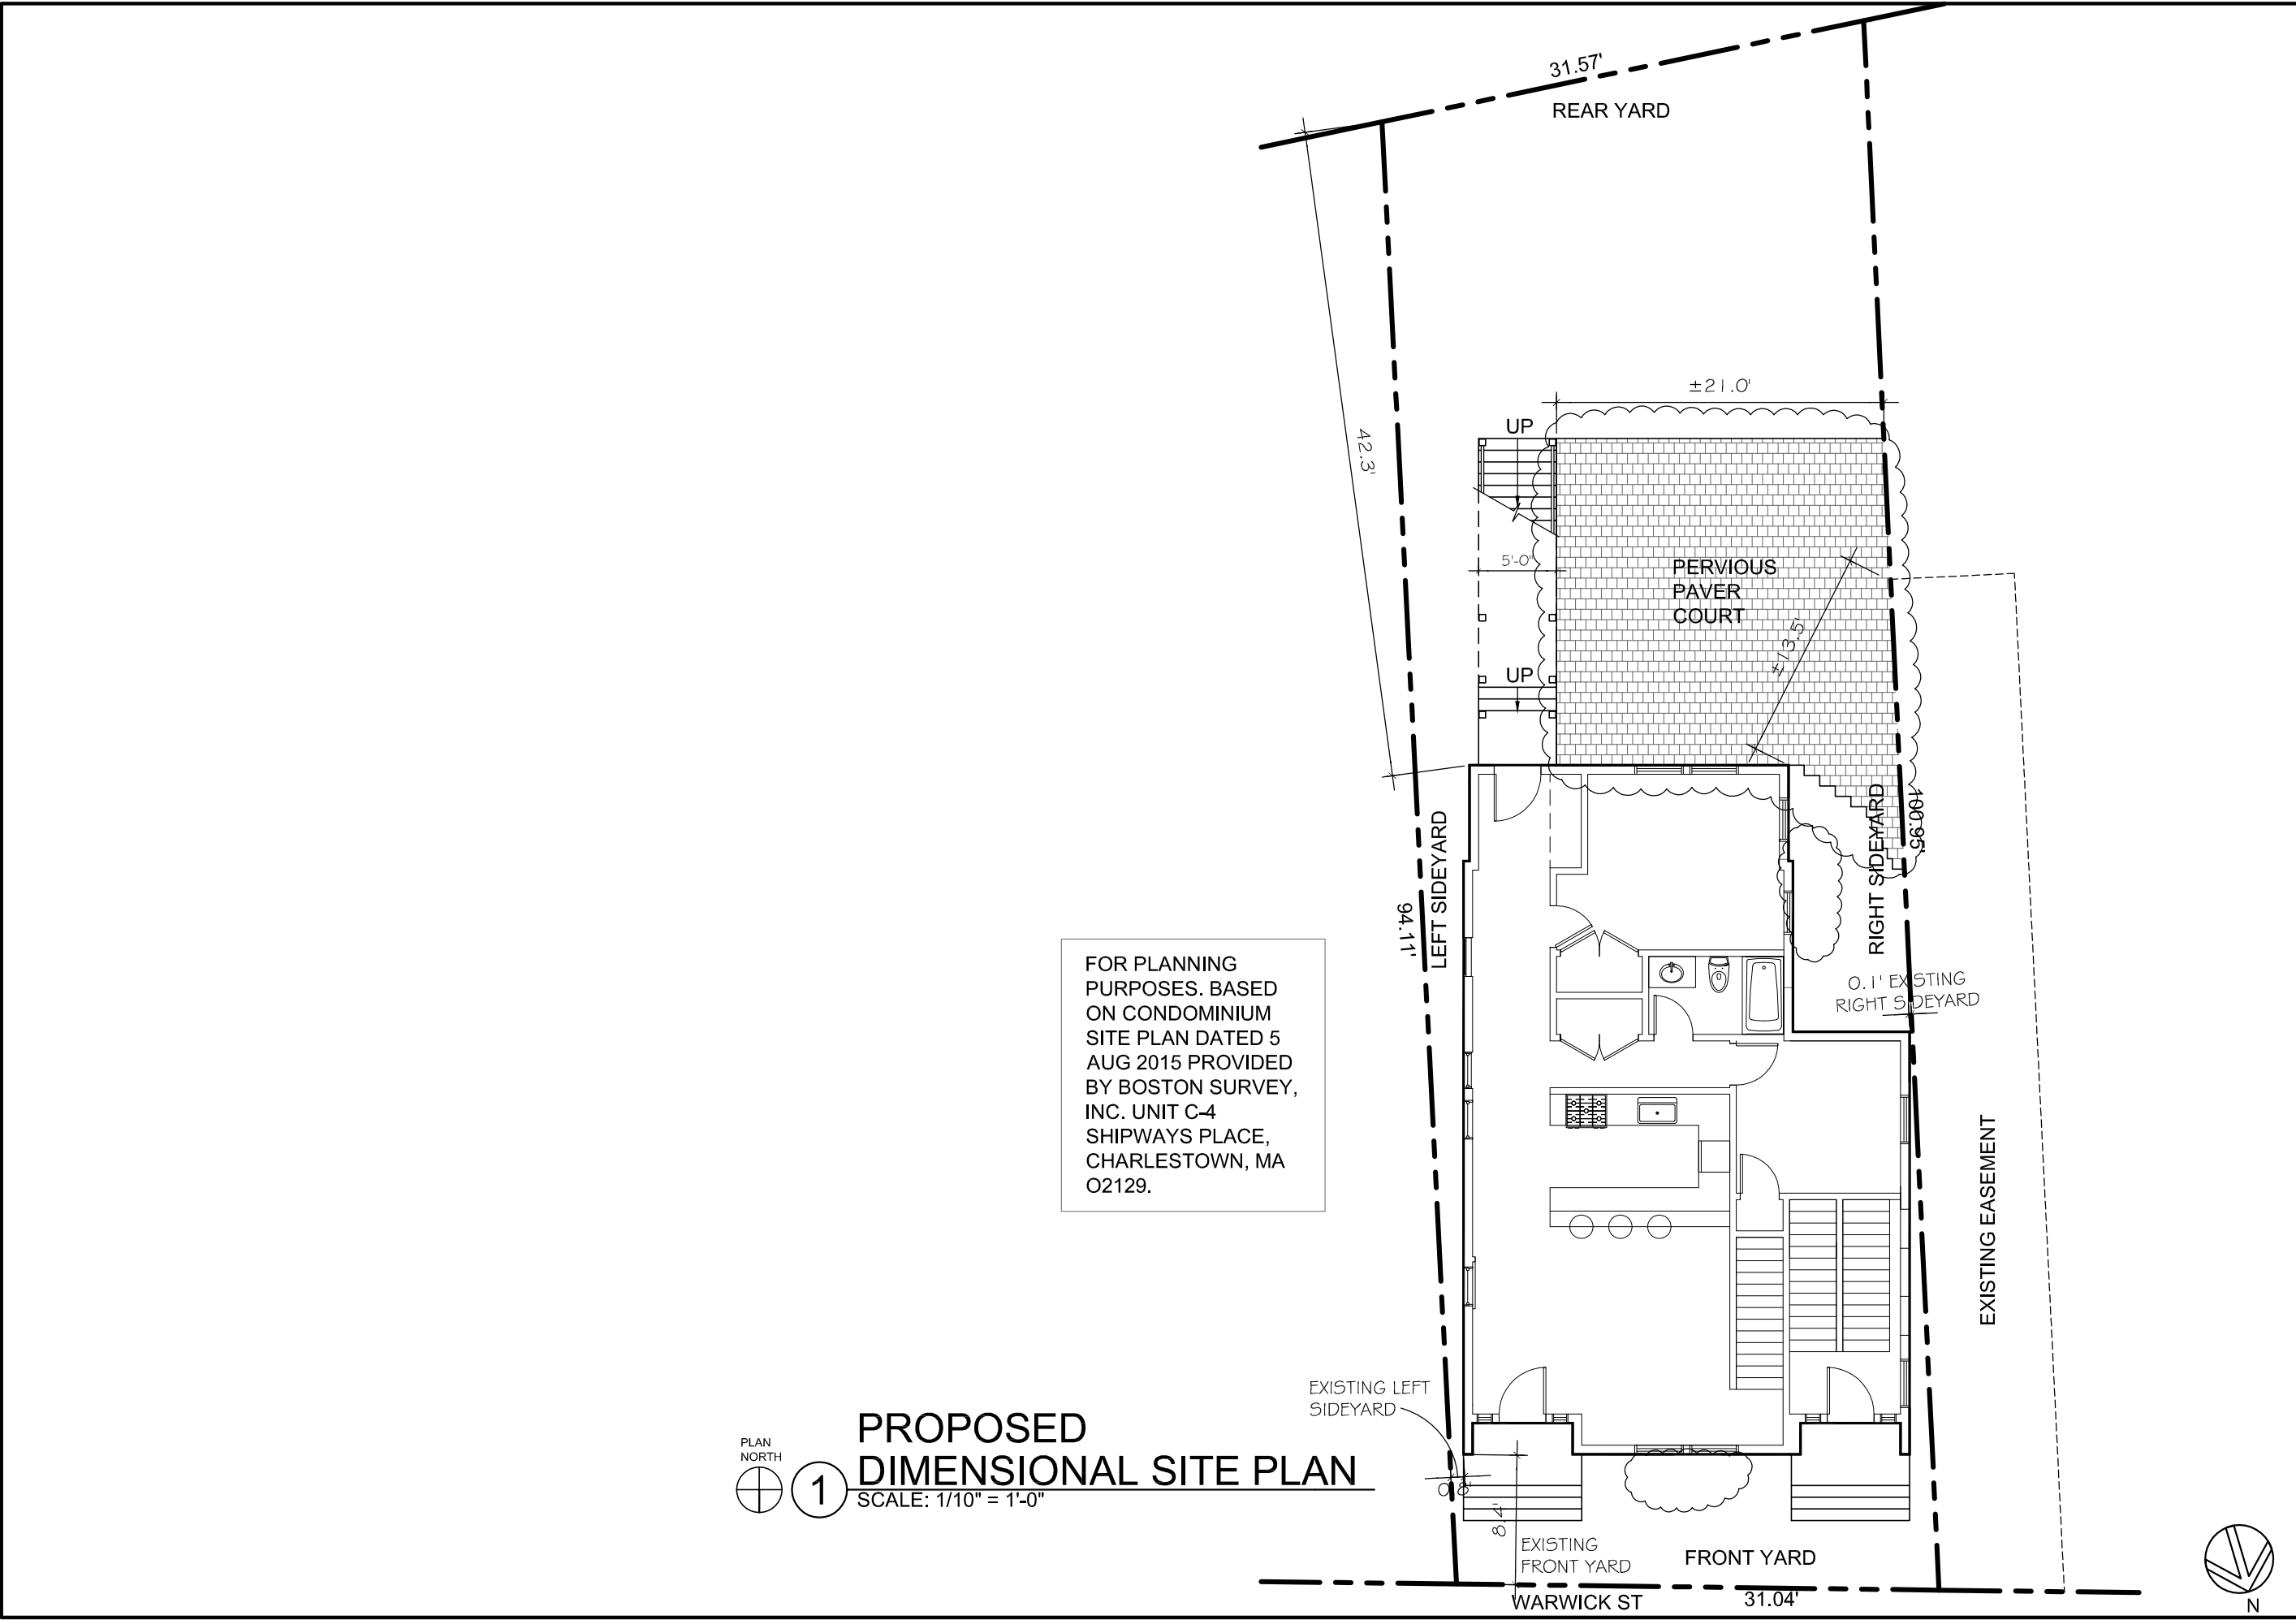 31.57'
REAR YARD
±21.0'
UP
42.3'
5'-0"
PERVIOUS
PAVER
COURT
±13.5'
UP
RIGHT SIDEYARD
100.95'
LEFT SIDEYARD
94.11'
FOR PLANNING
PURPOSES. BASED
ON CONDOMINIUM
SITE PLAN DATED 5
AUG 2015 PROVIDED
BY BOSTON SURVEY,
INC. UNIT C-4
SHIPWAYS PLACE,
CHARLESTOWN, MA
O2129.
0.1' EXISTING
RIGHT SIDEYARD
EXISTING EASEMENT
EXISTING LEFT
SIDEYARD
PLAN
NORTH
1
PROPOSED
DIMENSIONAL SITE PLAN
SCALE: 1/10" = 1'-0"
8.4'
EXISTING
FRONT YARD
FRONT YARD
WARWICK ST
31.04'
N